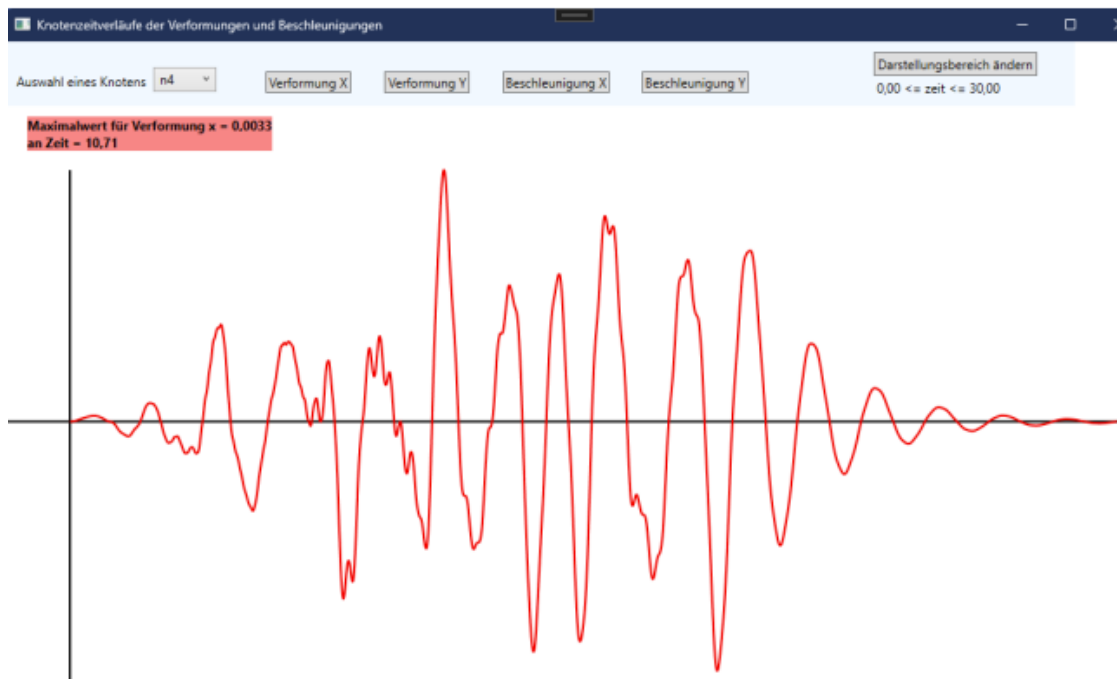 Knotenzeitverläufe der Verformungen und Beschleunigungen
Auswahl eines Knotens n4 Verformung X Verformung Y Beschleunigung X Beschleunigung Y Darstellungsbereich ändern
0,00 <= zeit <= 30,00
Maximalwert für Verformung x = 0,0033
an Zeit = 10,71